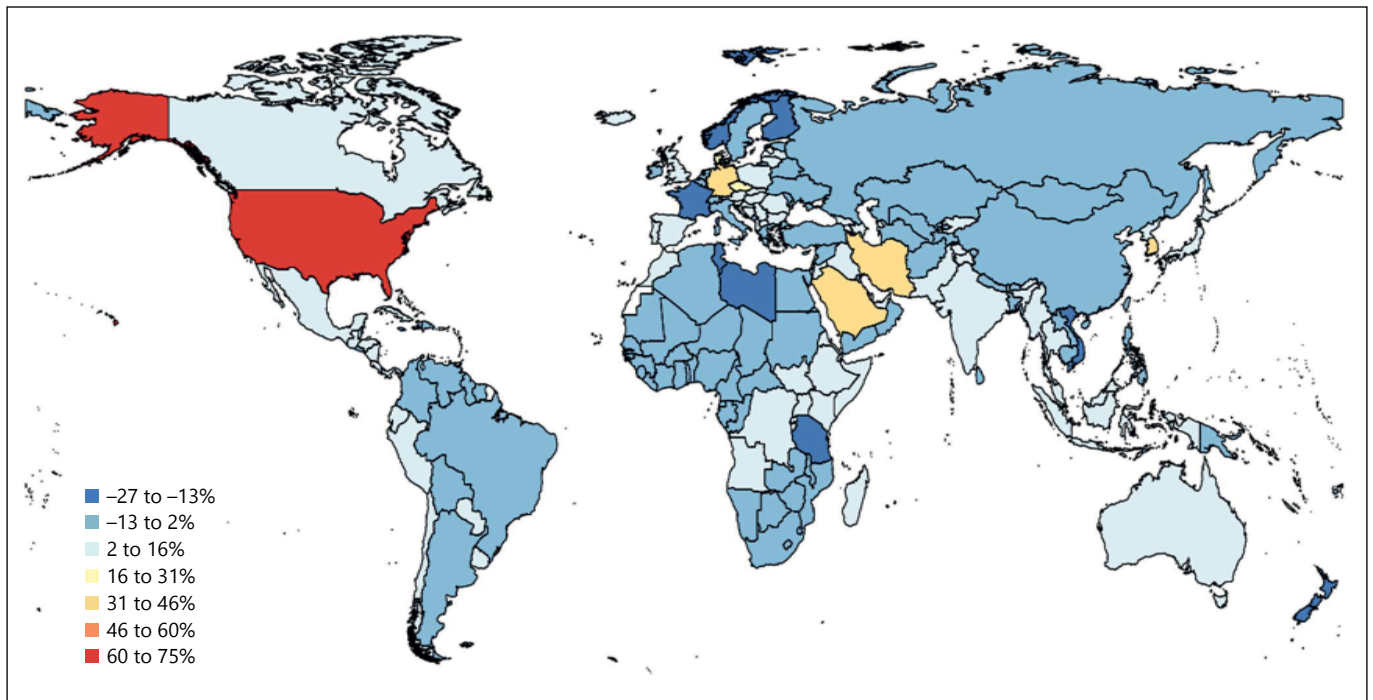 –27 to –13%
–13 to 2%
2 to 16%
16 to 31%
31 to 46%
46 to 60%
60 to 75%